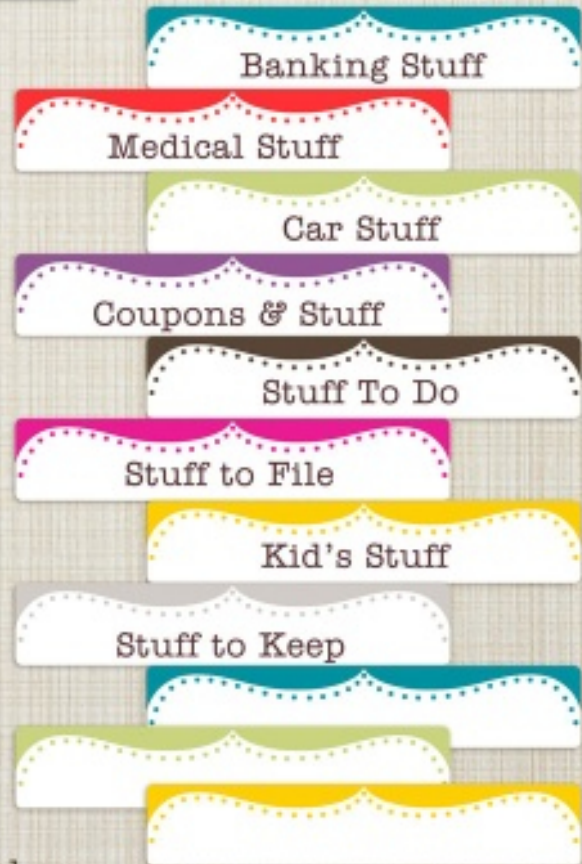 Banking Stuff
Medical Stuff
Car Stuff
Coupons & Stuff
Stuff To Do
Stuff to File
Kid's Stuff
Stuff to Keep